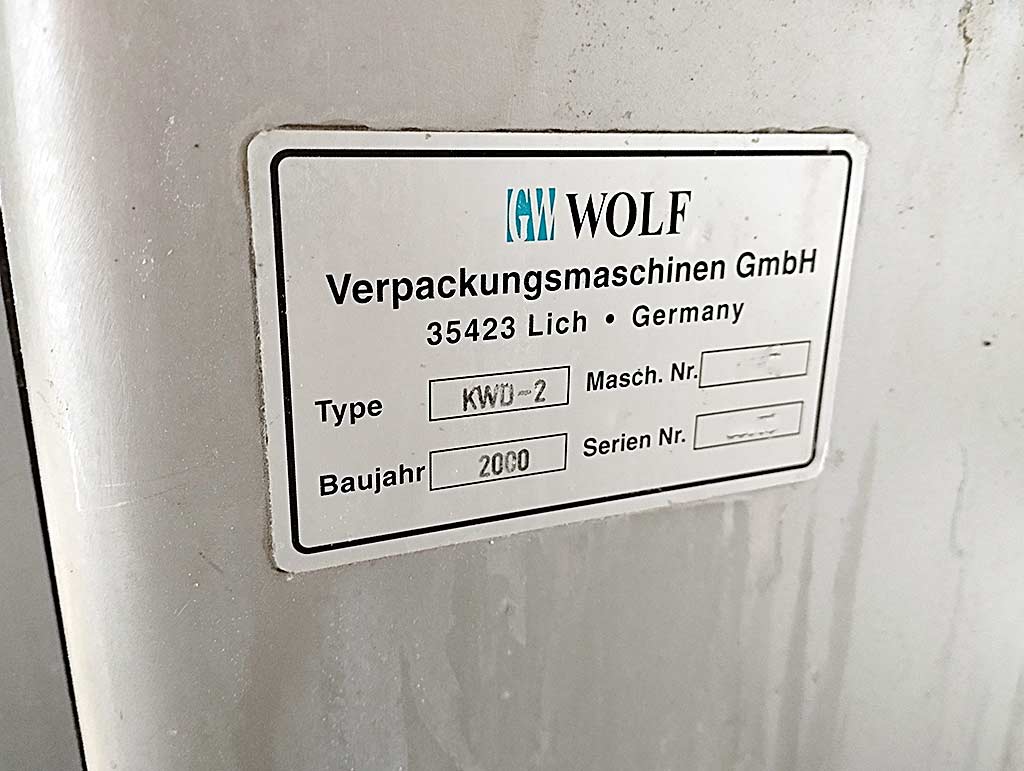 GW WOLF
Verpackungsmaschinen GmbH
35423 Lich • Germany
Type KWD-2 Masch. Nr.
Baujahr 2000 Serien Nr.